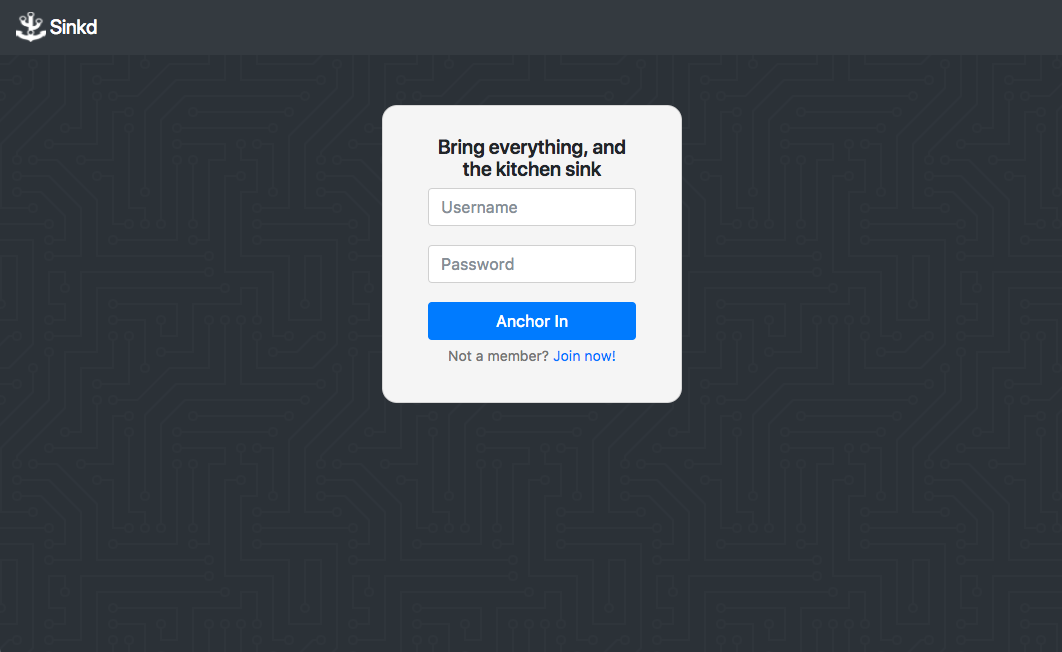 Sinkd
Bring everything, and
the kitchen sink
Username
Password
Anchor In
Not a member? Join now!